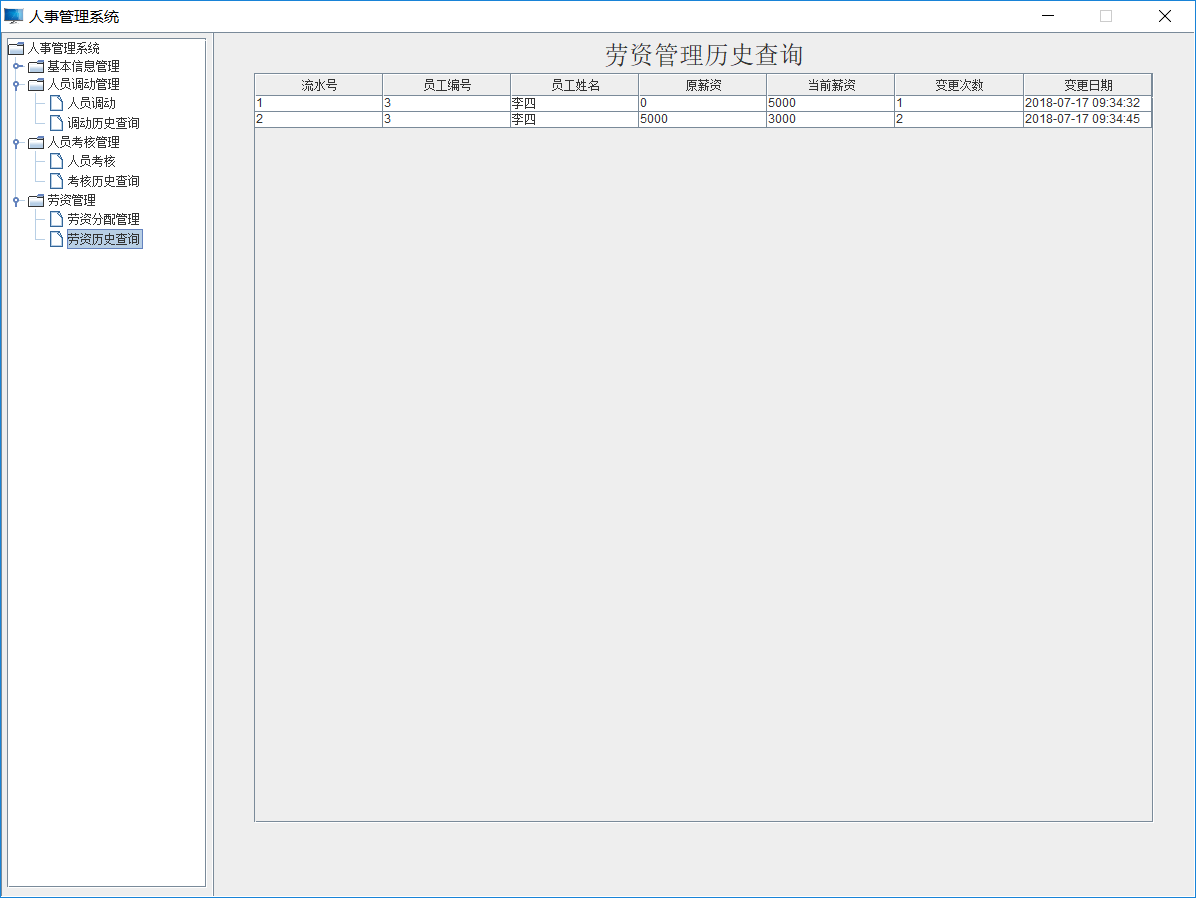 人事管理系统
人事管理系统
基本信息管理
人员调动管理
人员调动
调动历史查询
人员考核管理
人员考核
考核历史查询
劳资管理
劳资分配管理
劳资历史查询
劳资管理历史查询
流水号 员工编号 员工姓名 原薪资 当前薪资 变更次数 变更日期
1 3 李四 0 5000 1 2018-07-17 09:34:32
2 3 李四 5000 3000 2 2018-07-17 09:34:45